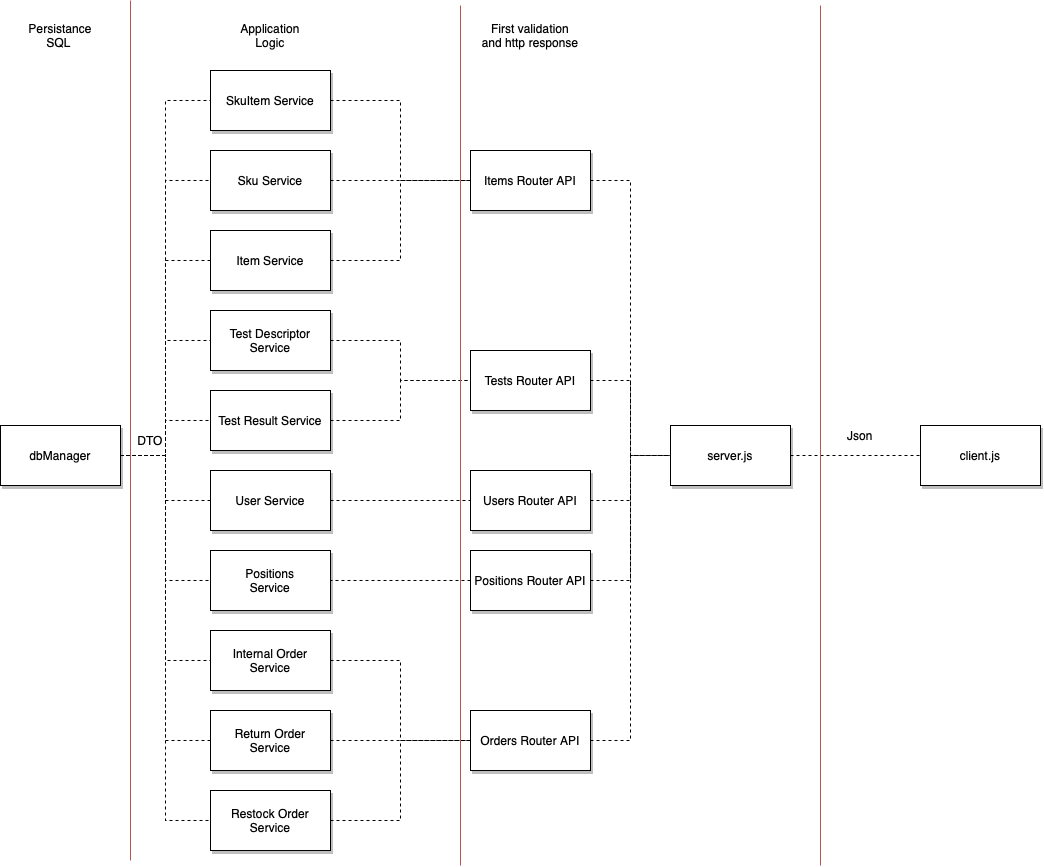 Persistance
SQL
Application
Logic
First validation
and http response
SkuItem Service
Sku Service
Items Router API
Item Service
Test Descriptor
Service
Tests Router API
Test Result Service
DTO
dbManager
server.js
Json
client.js
User Service
Users Router API
Positions
Service
Positions Router API
Internal Order
Service
Return Order
Service
Orders Router API
Restock Order
Service